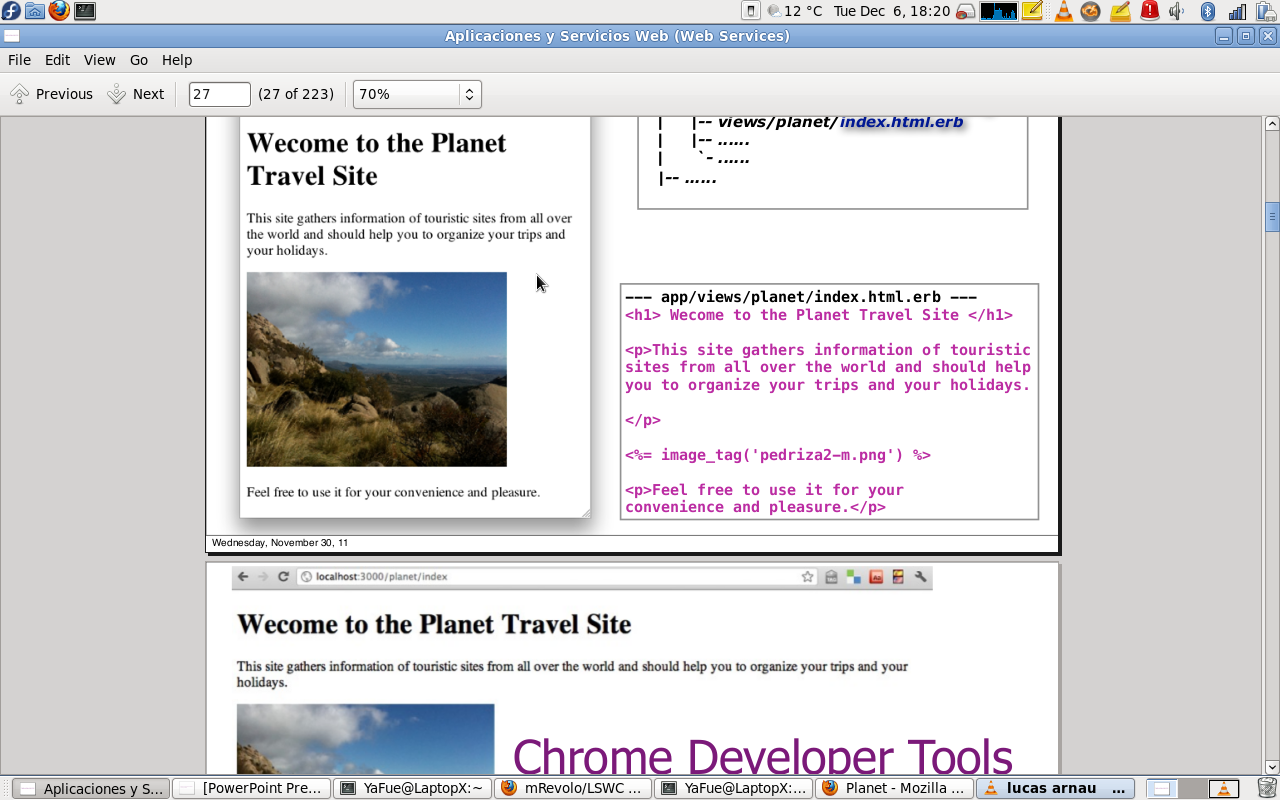 12 °C Tue Dec 6, 18:20
Aplicaciones y Servicios Web (Web Services)
File Edit View Go Help
Previous Next 27 (27 of 223) 70%
Wecome to the Planet
Travel Site
This site gathers information of touristic sites from all over
the world and should help you to organize your trips and
your holidays.
Feel free to use it for your convenience and pleasure.
| |-- views/planet/index.html.erb
| |-- ......
| `- ......
|-- ......
--- app/views/planet/index.html.erb ---
<h1> Wecome to the Planet Travel Site </h1>
<p>This site gathers information of touristic
sites from all over the world and should help
you to organize your trips and your holidays.
</p>
<%= image_tag('pedriza2-m.png') %>
<p>Feel free to use it for your
convenience and pleasure.</p>
Wednesday, November 30, 11
localhost:3000/planet/index
Wecome to the Planet Travel Site
This site gathers information of touristic sites from all over the world and should help you to organize your trips and your
holidays.
Chrome Developer Tools
Aplicaciones y S... [PowerPoint Pre... YaFue@LaptopX:~ mRevolo/LSWC ... YaFue@LaptopX:... Planet - Mozilla ... lucas arnau ...